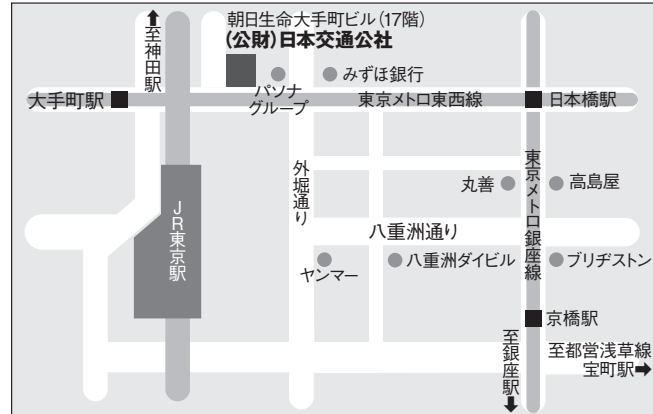 朝日生命大手町ビル(17階)
(公財)日本交通公社
至神田駅
みずほ銀行
パソナ
グループ
大手町駅
東京メトロ東西線
日本橋駅
外堀通り
東京メトロ銀座線
丸善
高島屋
JR東京駅
八重洲通り
ヤンマー
八重洲ダイビル
ブリヂストン
京橋駅
至銀座駅
至都営浅草線
宝町駅